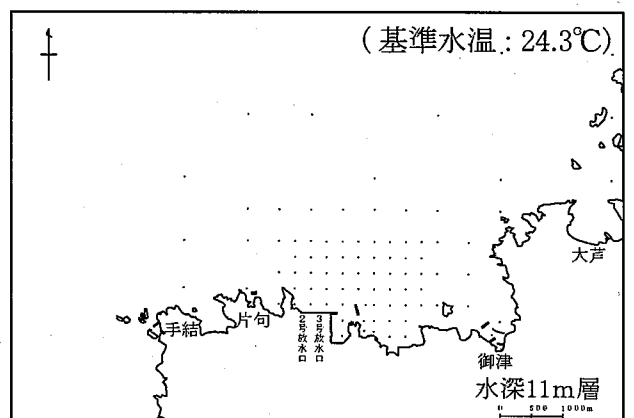 (基準水温:24.3℃)
大芦
手結
片句
2号放水口
3号放水口
御津
水深11m層
0 500 1000m